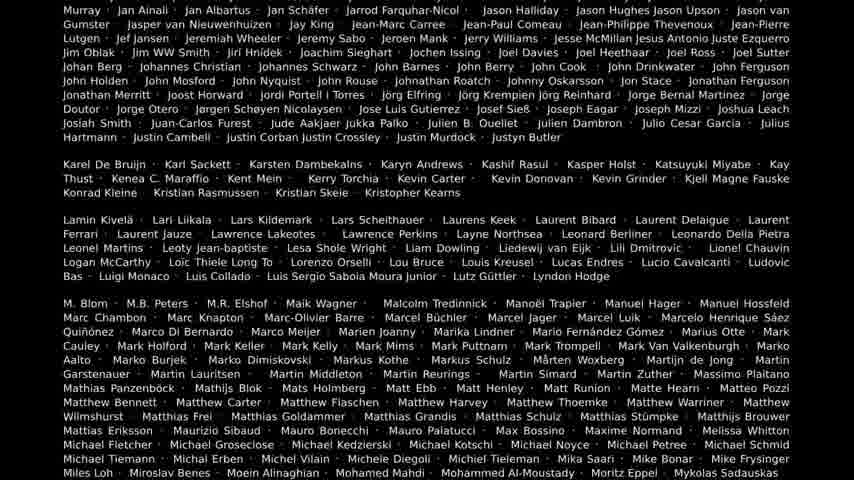 Murray · Jan Ainali · Jan Albartus · Jan Schäfer · Jarrod Farquhar-Nicol · Jason Halliday · Jason Hughes Jason Upson · Jason van
Gumster · Jasper van Nieuwenhuizen · Jay King · Jean-Marc Carree · Jean-Paul Comeau · Jean-Philippe Thevenoux · Jean-Pierre
Lutgen · Jef Jansen · Jeremiah Wheeler · Jeremy Sabo · Jeroen Mank · Jerry Williams · Jesse McMillan Jesus Antonio Juste Ezquerro
Jim Oblak · Jim WW Smith · Jiří Hnídek · Joachim Sieghart · Jochen Issing · Joel Davies · Joel Heethaar · Joel Ross · Joel Sutter
Johan Berg · Johannes Christian · Johannes Schwarz · John Barnes · John Berry · John Cook · John Drinkwater · John Ferguson
John Holden · John Mosford · John Nyquist · John Rouse · Johnathan Roatch · Johnny Oskarsson · Jon Stace · Jonathan Ferguson
Jonathan Merritt · Joost Horward · Jordi Portell i Torres · Jörg Elfring · Jörg Krempien Jörg Reinhard · Jorge Bernal Martinez · Jorge
Doutor · Jorge Otero · Jørgen Schøyen Nicolaysen · Jose Luis Gutierrez · Josef Sieß · Joseph Eagar · Joseph Mizzi · Joshua Leach
Josiah Smith · Juan-Carlos Furest · Jude Aakjaer Jukka Palko · Julien B. Ouellet · Julien Dambron · Julio Cesar Garcia · Julius
Hartmann · Justin Cambell · Justin Corban Justin Crossley · Justin Murdock · Justyn Butler
Karel De Bruijn · Karl Sackett · Karsten Dambekalns · Karyn Andrews · Kashif Rasul · Kasper Holst · Katsuyuki Miyabe · Kay
Thust · Kenea C. Maraffio · Kent Mein · Kerry Torchia · Kevin Carter · Kevin Donovan · Kevin Grinder · Kjell Magne Fauske
Konrad Kleine · Kristian Rasmussen · Kristian Skeie · Kristopher Kearns
Lamin Kivelä · Lari Liikala · Lars Kildemark · Lars Scheithauer · Laurens Keek · Laurent Bibard · Laurent Delaigue · Laurent
Ferrari · Laurent Jauze · Lawrence Lakeotes · Lawrence Perkins · Layne Northsea · Leonard Berliner · Leonardo Della Pietra
Leonel Martins · Leoty Jean-baptiste · Lesa Shole Wright · Liam Dowling · Liedewij van Eijk · Lili Dmitrovic · Lionel Chauvin
Logan McCarthy · Loïc Thiele Long To · Lorenzo Orselli · Lou Bruce · Louis Kreusel · Lucas Endres · Lucio Cavalcanti · Ludovic
Bas · Luigi Monaco · Luis Collado · Luis Sergio Saboia Moura Junior · Lutz Güttler · Lyndon Hodge
M. Blom · M.B. Peters · M.R. Elshof · Maik Wagner · Malcolm Tredinnick · Manoël Trapier · Manuel Hager · Manuel Hossfeld
Marc Chambon · Marc Knapton · Marc-Olivier Barre · Marcel Büchler · Marcel Jager · Marcel Luik · Marcelo Henrique Sáez
Quiñónez · Marco Di Bernardo · Marco Meijer · Marien Joanny · Marika Lindner · Mario Fernández Gómez · Marius Otte · Mark
Cauley · Mark Holford · Mark Keller · Mark Kelly · Mark Mims · Mark Puttnam · Mark Trompell · Mark Van Valkenburgh · Marko
Aalto · Marko Burjek · Marko Dimiskovski · Markus Kothe · Markus Schulz · Mårten Woxberg · Martijn de Jong · Martin
Garstenauer · Martin Lauritsen · Martin Middleton · Martin Reurings · Martin Simard · Martin Zuther · Massimo Plaitano
Mathias Panzenböck · Mathijs Blok · Mats Holmberg · Matt Ebb · Matt Henley · Matt Runion · Matte Hearn · Matteo Pozzi
Matthew Bennett · Matthew Carter · Matthew Flaschen · Matthew Harvey · Matthew Thoemke · Matthew Warriner · Matthew
Wilmshurst · Matthias Frei · Matthias Goldammer · Matthias Grandis · Matthias Schulz · Matthias Stümpke · Matthijs Brouwer
Mattias Eriksson · Maurizio Sibaud · Mauro Bonecchi · Mauro Palatucci · Max Bossino · Maxime Normand · Melissa Whitton
Michael Fletcher · Michael Groseclose · Michael Kedzierski · Michael Kotschi · Michael Noyce · Michael Petree · Michael Schmid
Michael Tiemann · Michal Erben · Michel Vilain · Michele Diegoli · Michiel Tieleman · Mika Saari · Mike Bonar · Mike Frysinger
Miles Loh · Miroslav Benes · Moein Alinaghian · Mohamed Mahdi · Mohammed Al-Moustady · Moritz Eppel · Mykolas Sadauskas